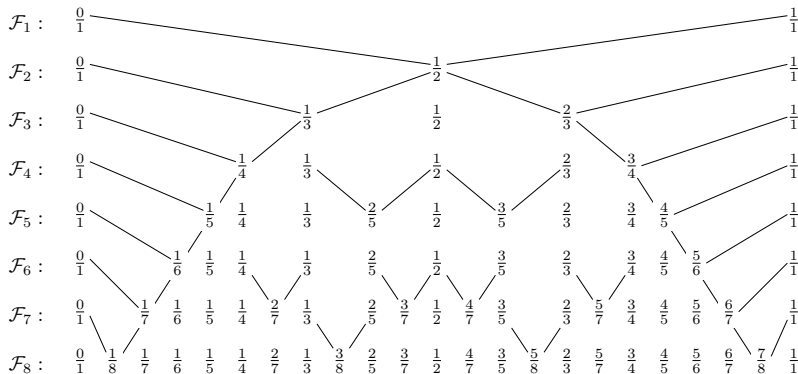 𝓕₁ : 0/1 1/1
𝓕₂ : 0/1 1/2 1/1
𝓕₃ : 0/1 1/3 1/2 2/3 1/1
𝓕₄ : 0/1 1/4 1/3 1/2 2/3 3/4 1/1
𝓕₅ : 0/1 1/5 1/4 1/3 2/5 1/2 3/5 2/3 3/4 4/5 1/1
𝓕₆ : 0/1 1/6 1/5 1/4 1/3 2/5 1/2 3/5 2/3 3/4 4/5 5/6 1/1
𝓕₇ : 0/1 1/7 1/6 1/5 1/4 2/7 1/3 2/5 3/7 1/2 4/7 3/5 2/3 5/7 3/4 4/5 5/6 6/7 1/1
𝓕₈ : 0/1 1/8 1/7 1/6 1/5 1/4 2/7 1/3 3/8 2/5 3/7 1/2 4/7 3/5 5/8 2/3 5/7 3/4 4/5 5/6 6/7 7/8 1/1